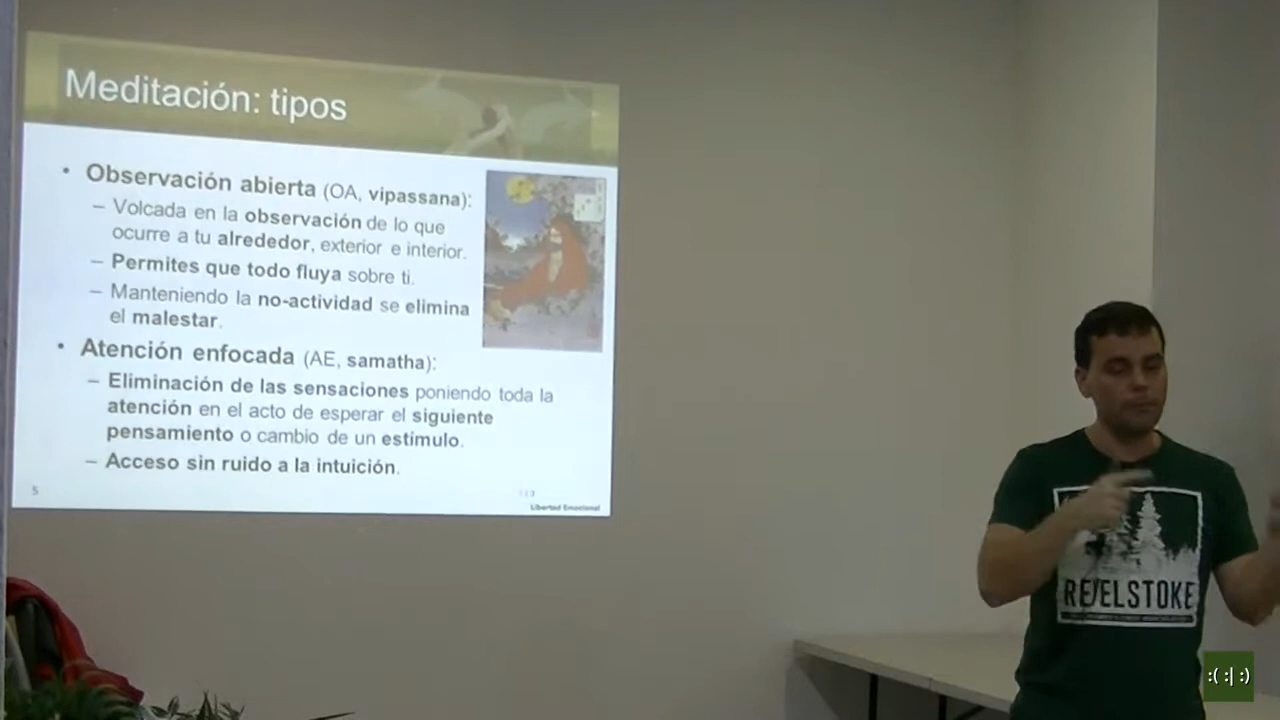 Meditación: tipos
• Observación abierta (OA, vipassana):
– Volcada en la observación de lo que
ocurre a tu alrededor, exterior e interior.
– Permites que todo fluya sobre ti.
– Manteniendo la no-actividad se elimina
el malestar.
• Atención enfocada (AE, samatha):
– Eliminación de las sensaciones poniendo toda la
atención en el acto de esperar el siguiente
pensamiento o cambio de un estímulo.
– Acceso sin ruido a la intuición.
5
Libertad Emocional
REVELSTOKE
:( :| :)